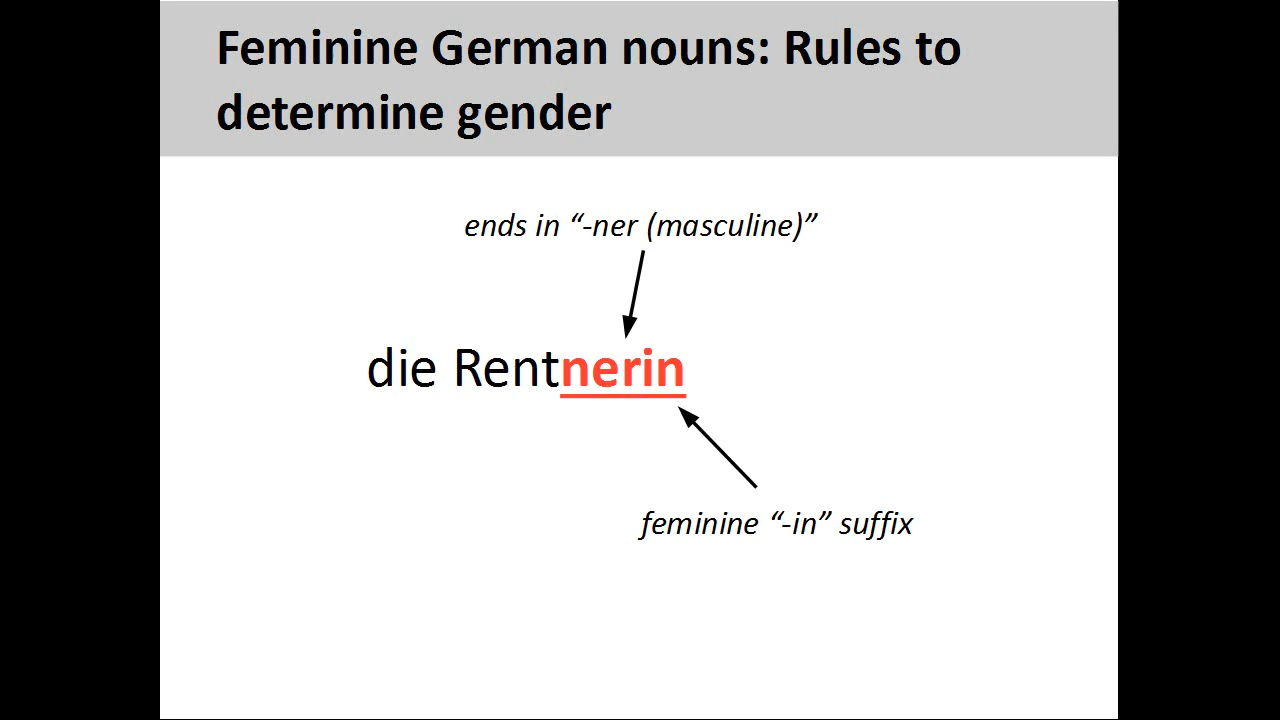 Feminine German nouns: Rules to
determine gender
ends in “-ner (masculine)”
die Rentnerin
feminine “-in” suffix